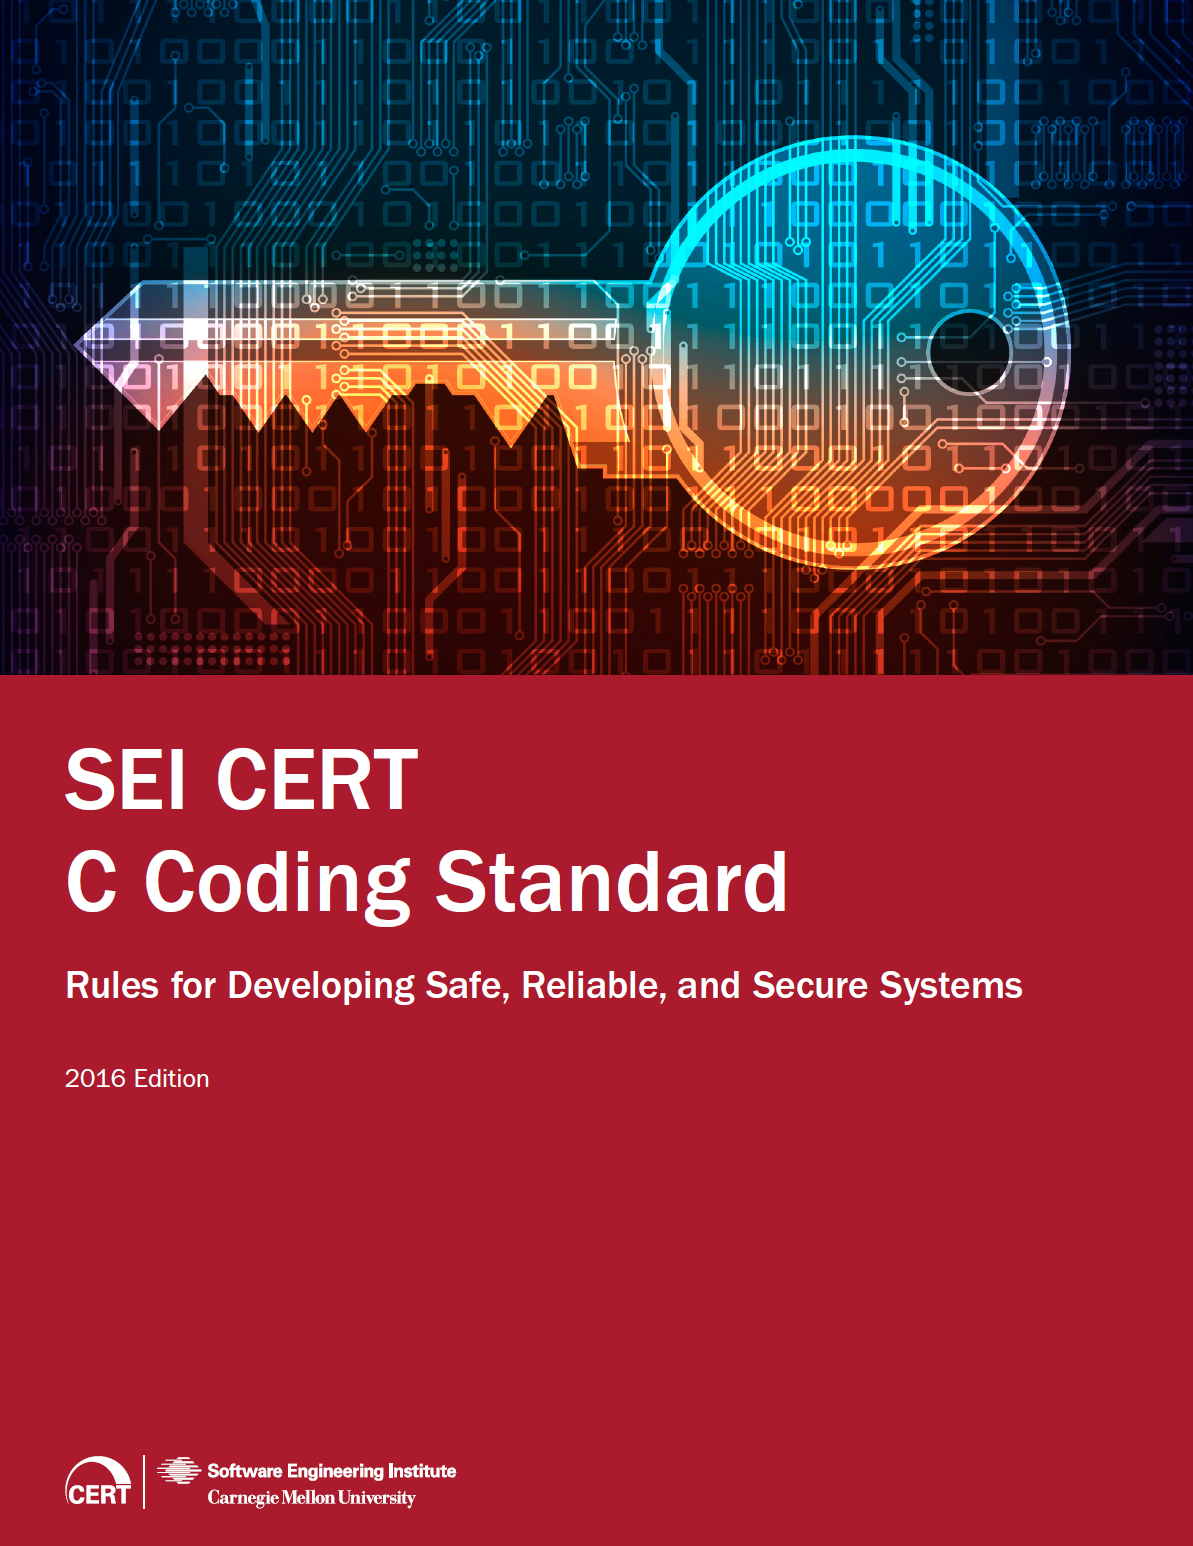 SEI CERT
C Coding Standard
Rules for Developing Safe, Reliable, and Secure Systems
2016 Edition
CERT
Software Engineering Institute
Carnegie Mellon University